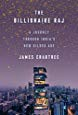 THE
BILLIONAIRE RAJ
A JOURNEY
THROUGH INDIA'S
NEW GILDED AGE
JAMES CRABTREE